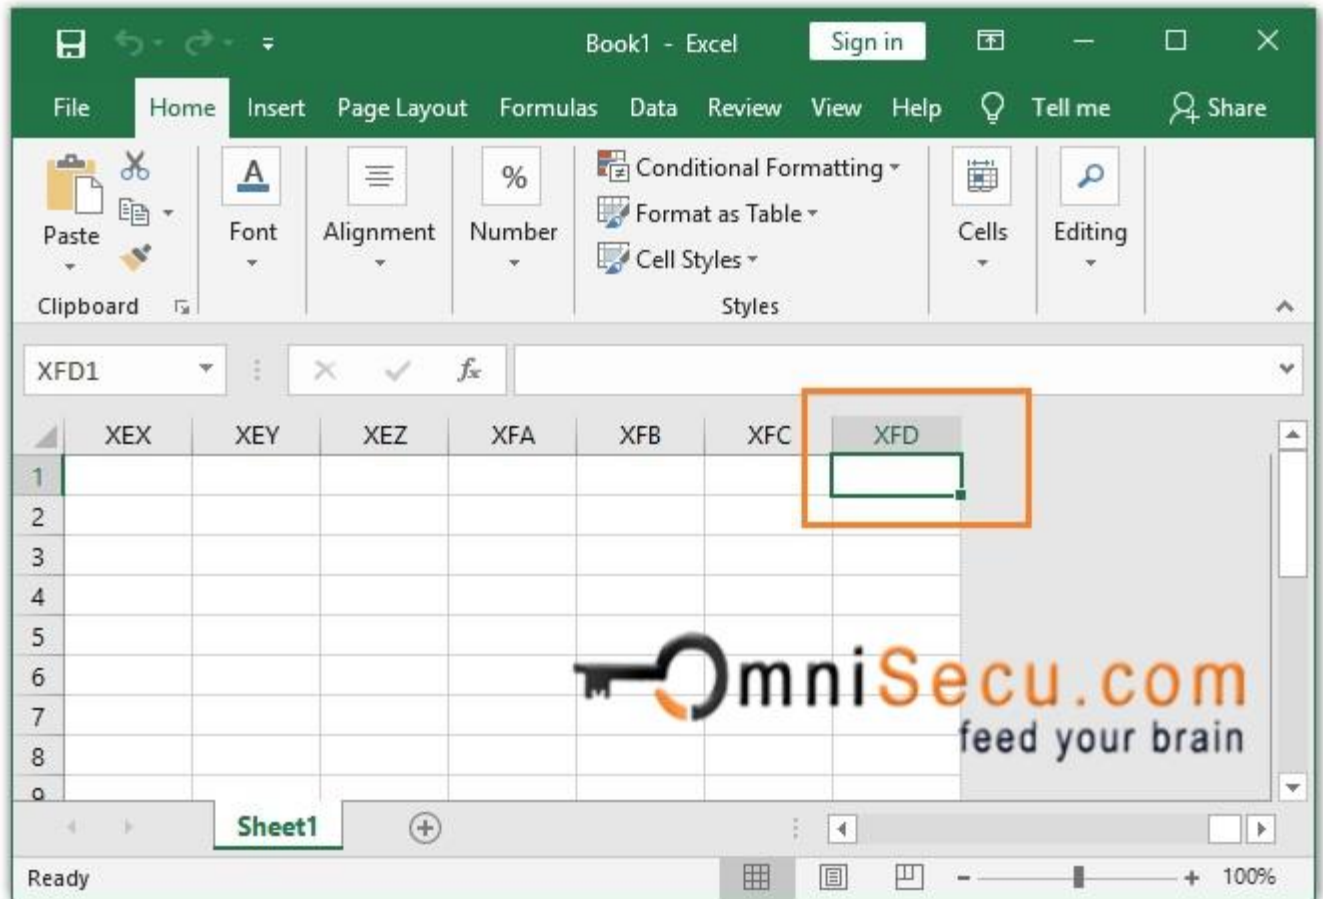 Book1 - Excel Sign in
File Home Insert Page Layout Formulas Data Review View Help Tell me Share
Paste
Clipboard
A
Font
Alignment
%
Number
Conditional Formatting
Format as Table
Cell Styles
Styles
Cells
Editing
XFD1 fx
XEX XEY XEZ XFA XFB XFC XFD
1
2
3
4
5
6
7
8
9
OmniSecu.com
feed your brain
Sheet1
Ready 100%